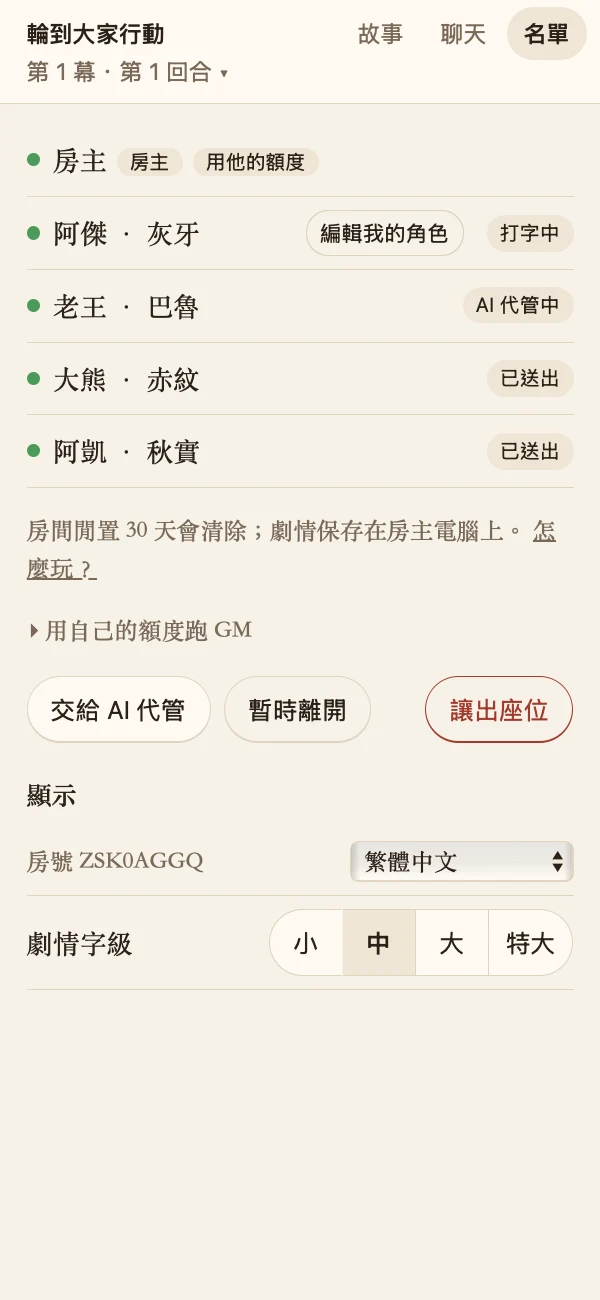 輪到大家行動
故事 聊天 名單
第 1 幕 · 第 1 回合 ▾
房主 房主 用他的額度
阿傑 · 灰牙 編輯我的角色 打字中
老王 · 巴魯 AI 代管中
大熊 · 赤紋 已送出
阿凱 · 秋實 已送出
房間閒置 30 天會清除；劇情保存在房主電腦上。 怎
麼玩？
用自己的額度跑 GM
交給 AI 代管 暫時離開 讓出座位
顯示
房號 ZSK0AGGQ 繁體中文
劇情字級 小 中 大 特大